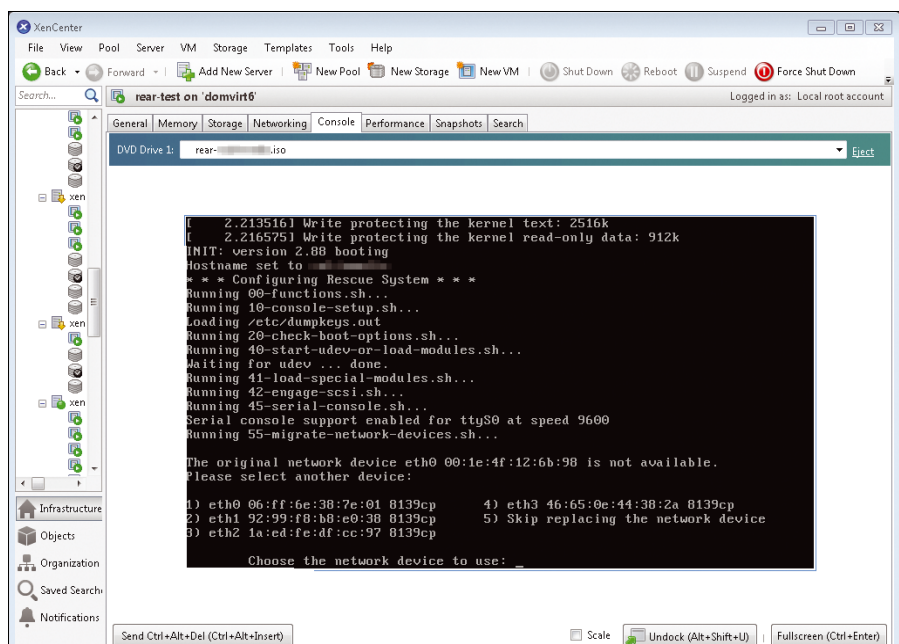 XenCenter
File View Pool Server VM Storage Templates Tools Help
Back Forward Add New Server New Pool New Storage New VM Shut Down Reboot Suspend Force Shut Down
Search...
rear-test on 'domvirt6' Logged in as: Local root account
General Memory Storage Networking Console Performance Snapshots Search
DVD Drive 1: rear- .iso Eject
xen
xen
xen
[ 2.213516] Write protecting the kernel text: 2516k
[ 2.216575] Write protecting the kernel read-only data: 912k
INIT: version 2.88 booting
Hostname set to
* * * Configuring Rescue System * * *
Running 00-functions.sh...
Running 10-console-setup.sh...
Loading /etc/dumpkeys.out
Running 20-check-boot-options.sh...
Running 40-start-udev-or-load-modules.sh...
Waiting for udev ... done.
Running 41-load-special-modules.sh...
Running 42-engage-scsi.sh...
Running 45-serial-console.sh...
Serial console support enabled for ttyS0 at speed 9600
Running 55-migrate-network-devices.sh...
The original network device eth0 00:1e:4f:12:6b:98 is not available.
Please select another device:
1) eth0 06:ff:6e:38:7e:01 8139cp 4) eth3 46:65:0e:44:38:2a 8139cp
2) eth1 92:99:f8:b8:e0:38 8139cp 5) Skip replacing the network device
3) eth2 1a:ed:fe:df:cc:97 8139cp
Choose the network device to use: _
Infrastructure
Objects
Organization
Saved Search
Notifications
Send Ctrl+Alt+Del (Ctrl+Alt+Insert) Scale Undock (Alt+Shift+U) Fullscreen (Ctrl+Enter)